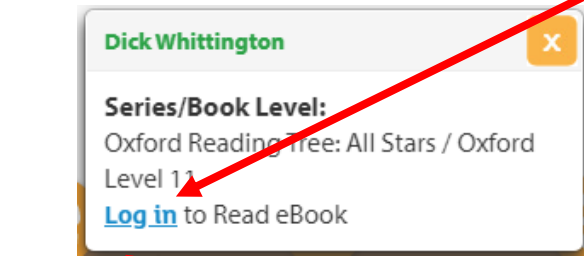 Dick Whittington
x
Series/Book Level:
Oxford Reading Tree: All Stars / Oxford
Level 11
Log in to Read eBook